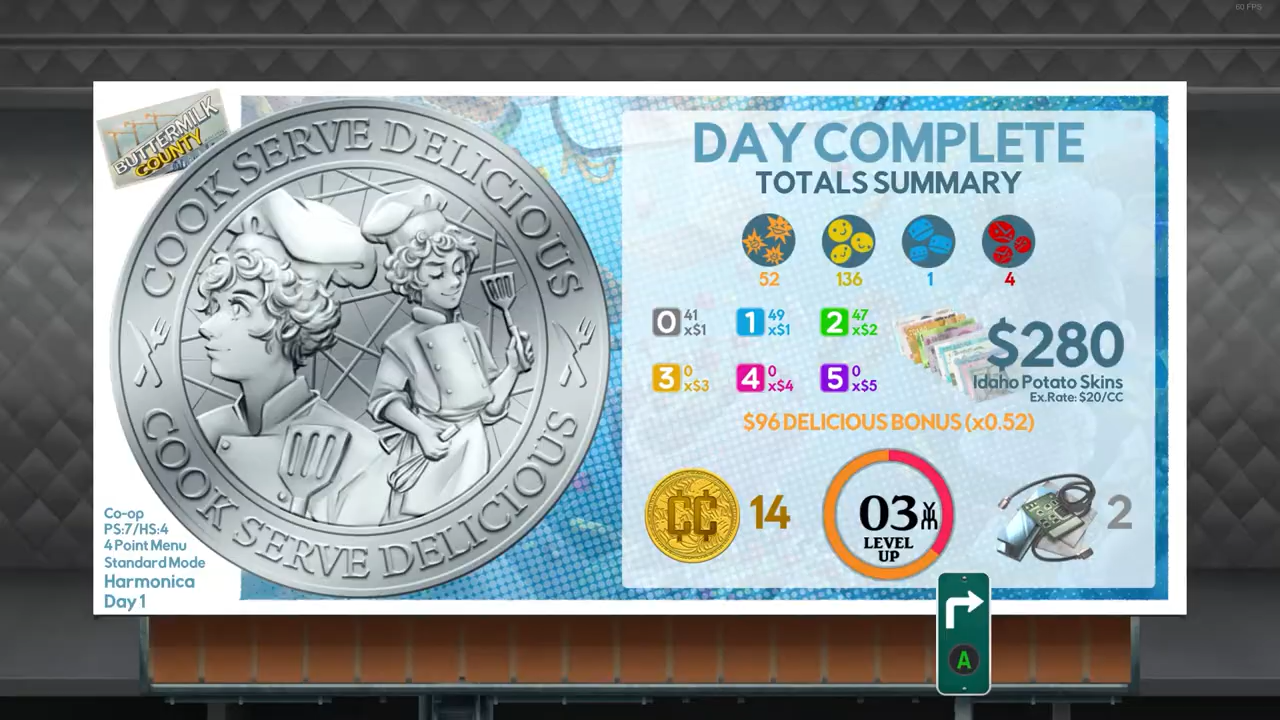 60 FPS
BUTTERMILK
COUNTY
COOK SERVE DELICIOUS
COOK SERVE DELICIOUS
Co-op
PS:7/HS:4
4 Point Menu
Standard Mode
Harmonica
Day 1
DAY COMPLETE
TOTALS SUMMARY
52 136 1 4
0 41 x$1 1 49 x$1 2 47 x$2
3 0 x$3 4 0 x$4 5 0 x$5
$280
Idaho Potato Skins
Ex.Rate: $20/CC
$96 DELICIOUS BONUS (x0.52)
CC 14
03
LEVEL
UP
2
A